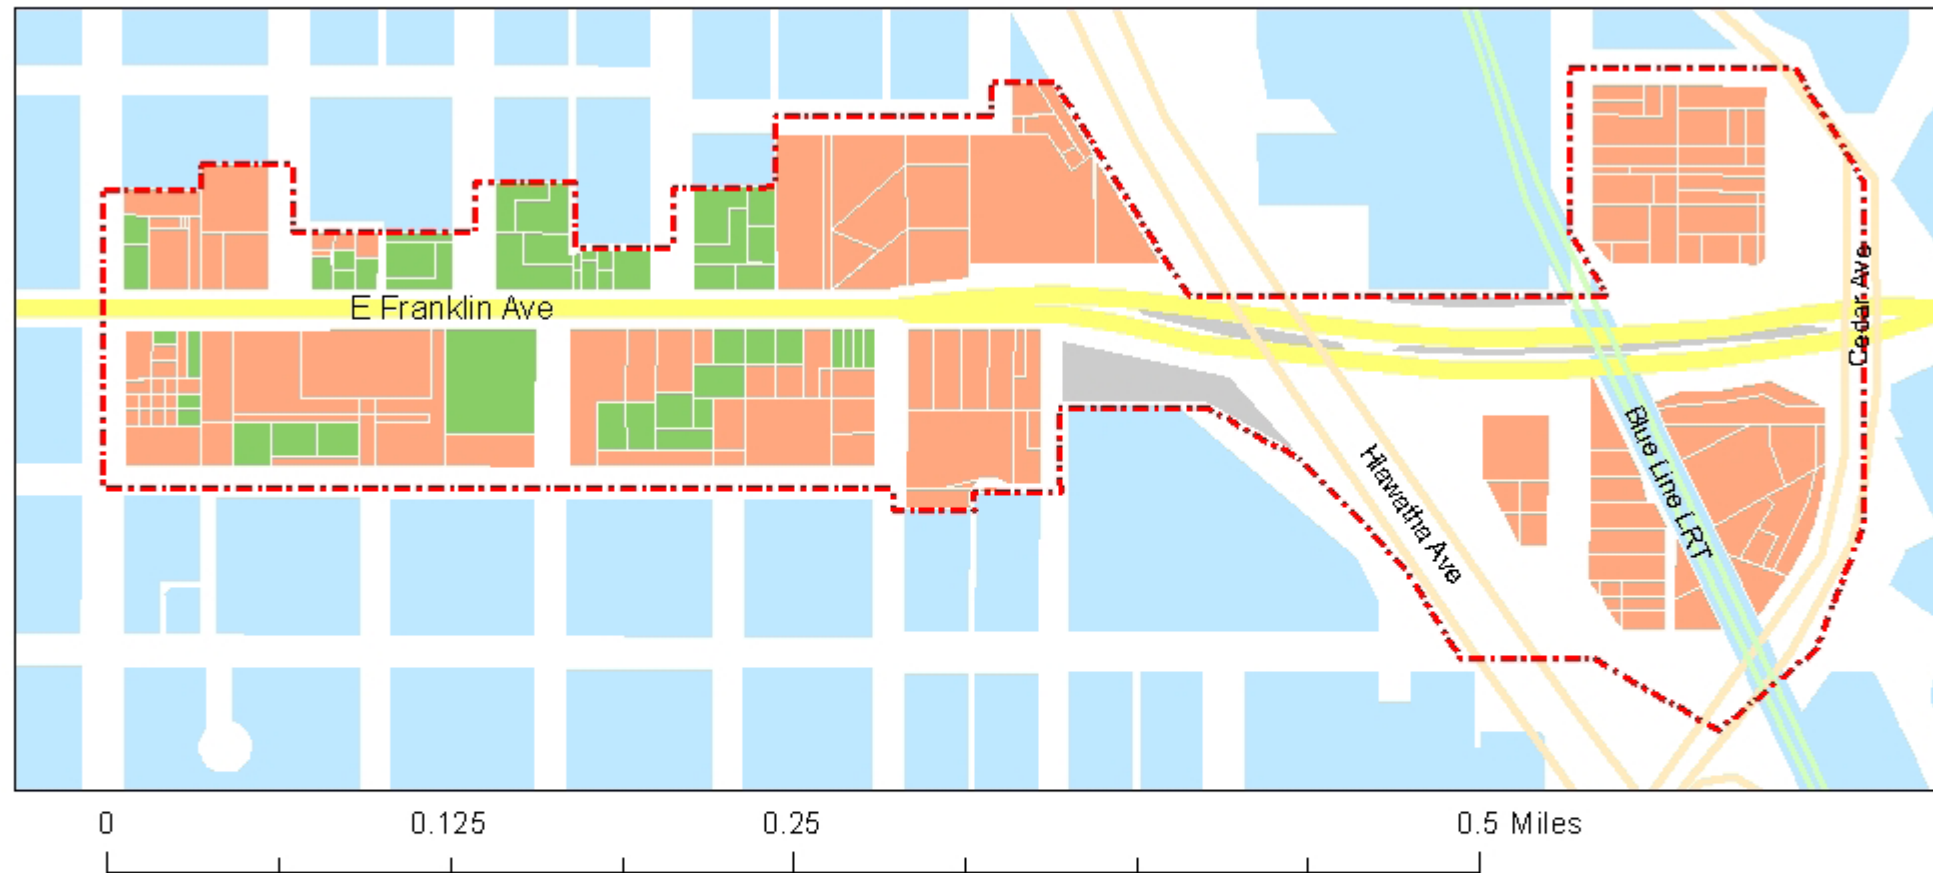 E Franklin Ave
Cedar Ave
Hiawatha Ave
Blue Line LRT
0 0.125 0.25 0.5 Miles